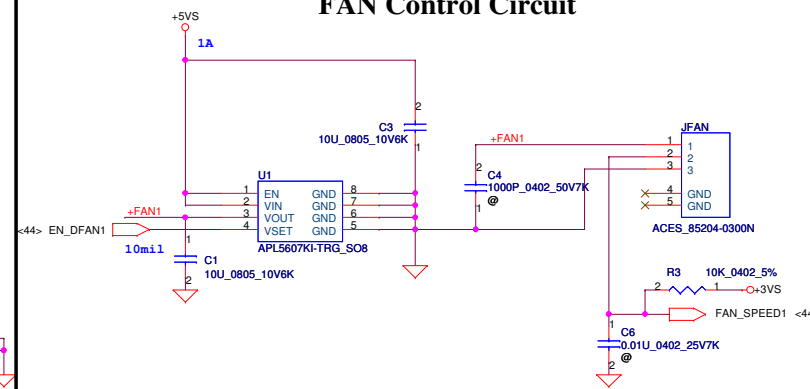 FAN Control Circuit
+5VS
1A
2
C3
10U_0805_10V6K
1
U1
1 EN GND 8
2 VIN GND 7
3 VOUT GND 6
4 VSET GND 5
APL5607KI-TRG_SO8
+FAN1
<44> EN_DFAN1
10mil
1
C1
10U_0805_10V6K
2
+FAN1
2
C4
1000P_0402_50V7K
1
@
JFAN
1 1
2 2
3 3
4 GND
5 GND
ACES_85204-0300N
R3 10K_0402_5%
2 1 +3VS
FAN_SPEED1 <44
1
C6
0.01U_0402_25V7K
@
2